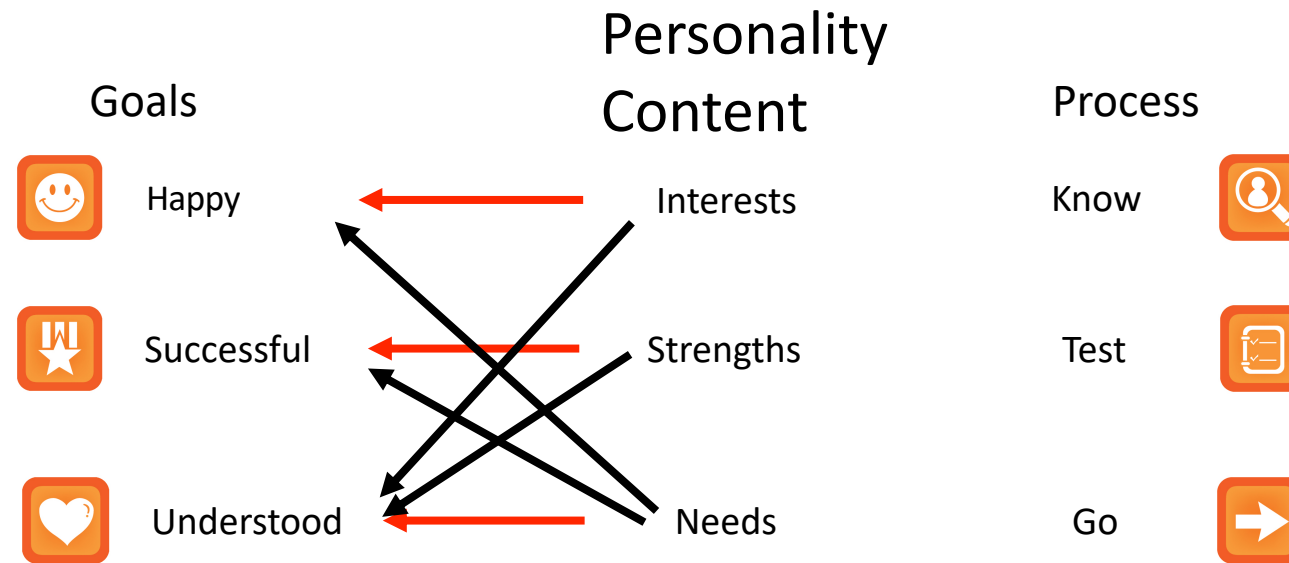 Personality
Goals Content Process
Happy Interests Know
Successful Strengths Test
Understood Needs Go